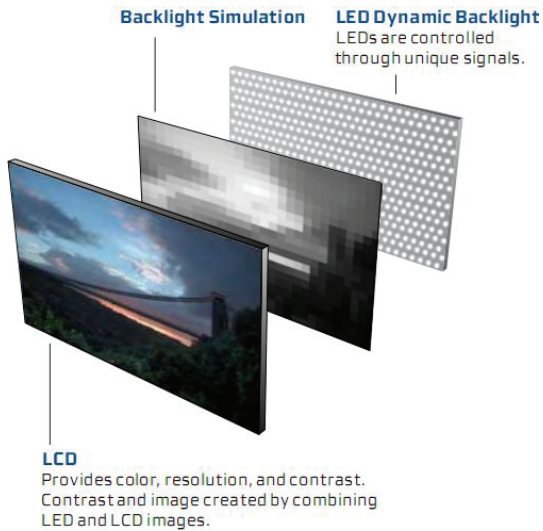 Backlight Simulation
LED Dynamic Backlight
LEDs are controlled
through unique signals.
LCD
Provides color, resolution, and contrast.
Contrast and image created by combining
LED and LCD images.